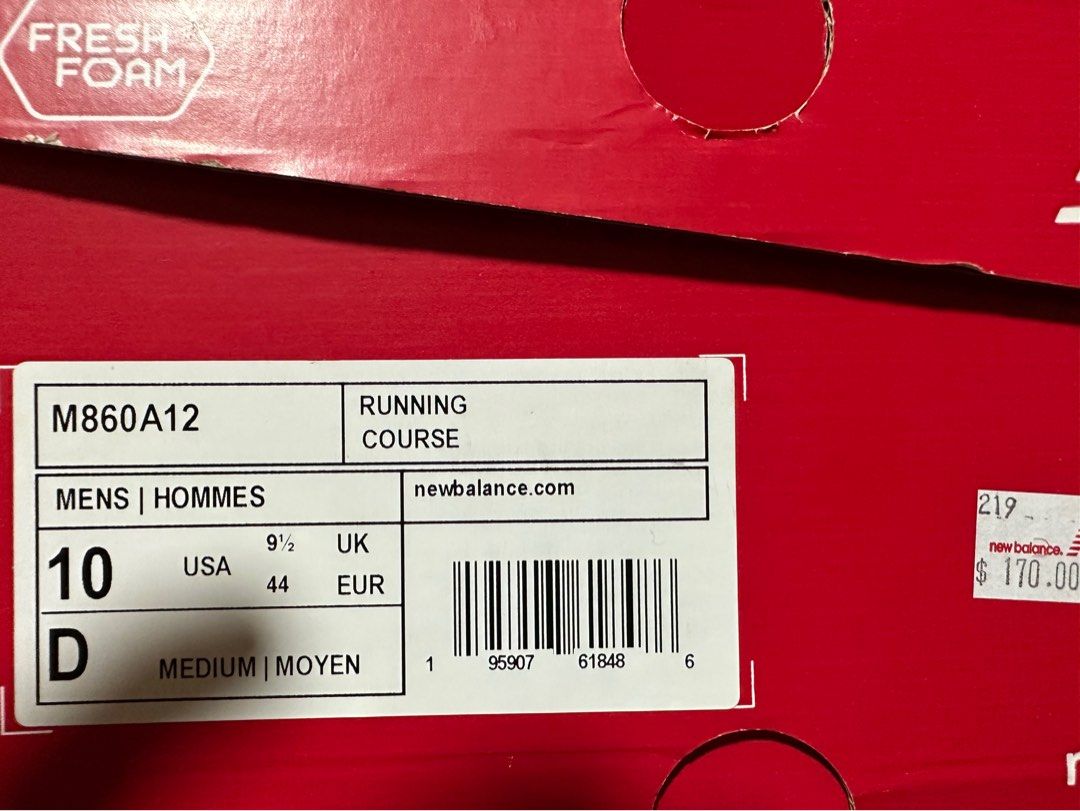 FRESH
FOAM
M860A12
RUNNING
COURSE
MENS | HOMMES
newbalance.com
10 USA 9½ UK
44 EUR
D MEDIUM | MOYEN
1 95907 61848 6
219
new balance.
$ 170.00